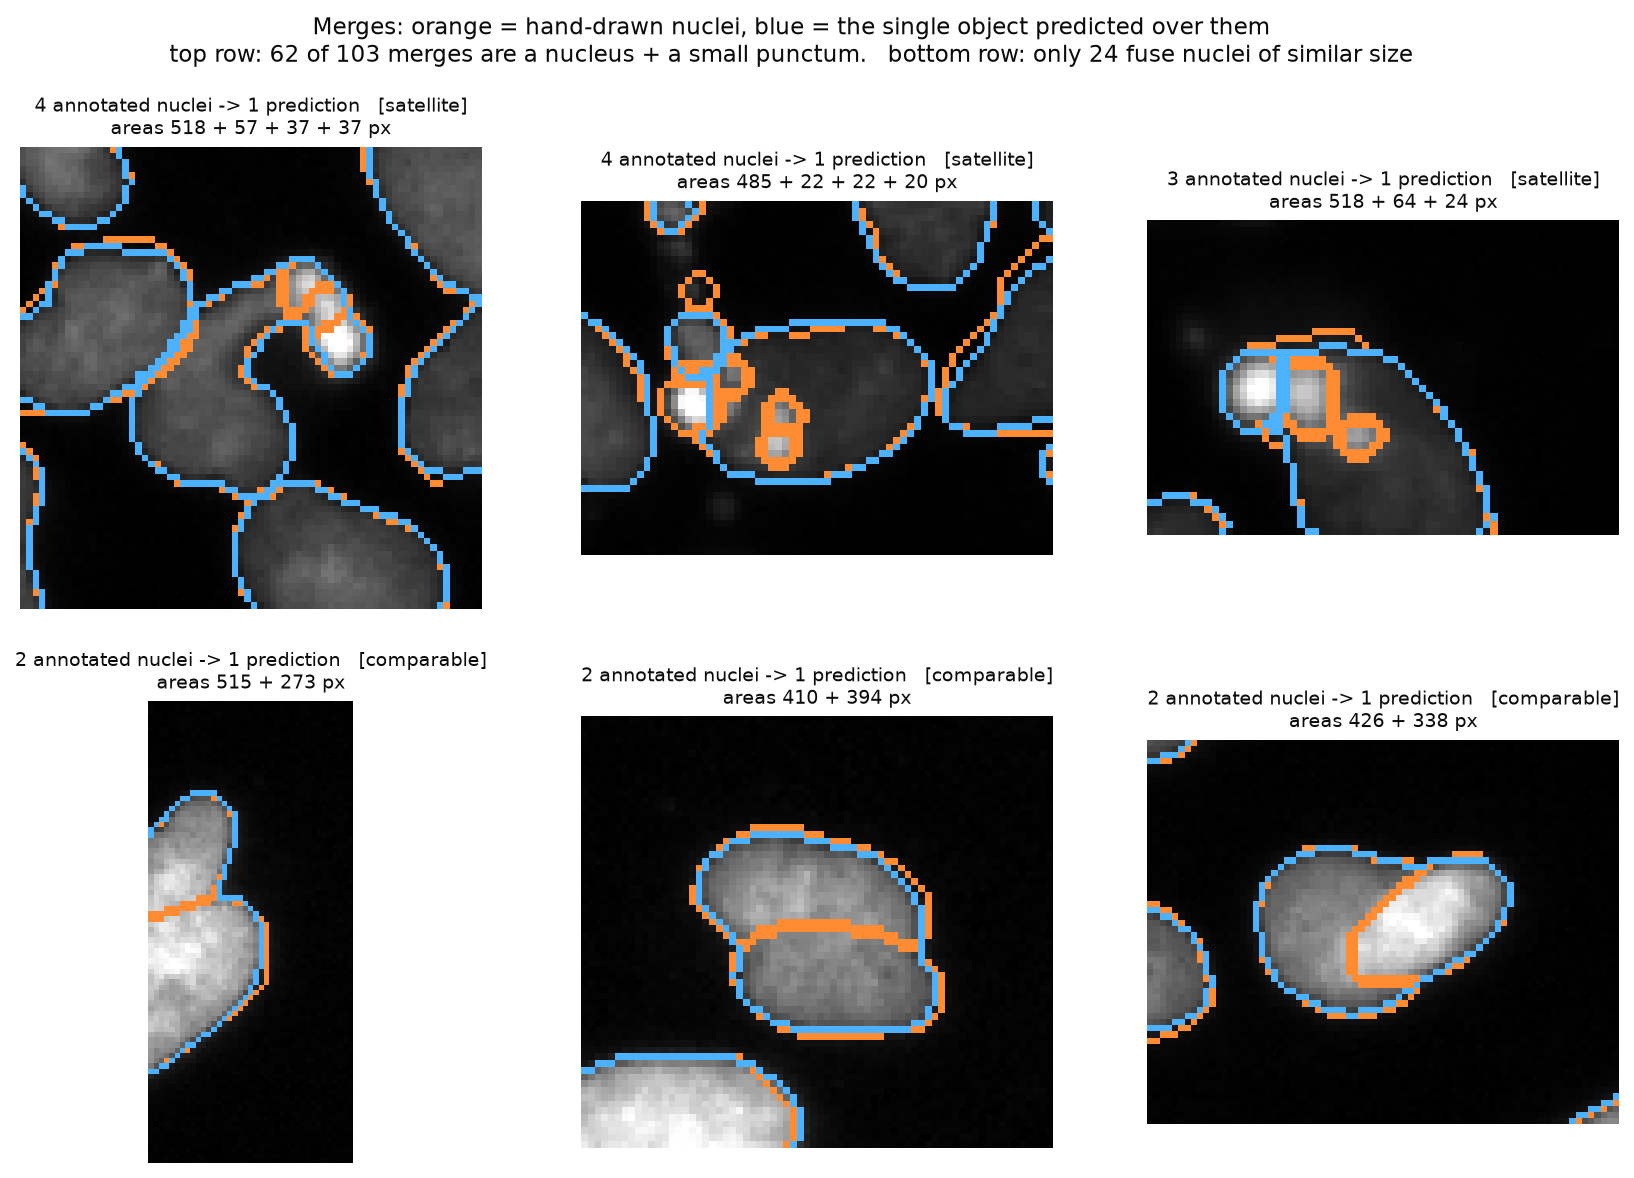 Merges: orange = hand-drawn nuclei, blue = the single object predicted over them
top row: 62 of 103 merges are a nucleus + a small punctum.   bottom row: only 24 fuse nuclei of similar size
4 annotated nuclei -> 1 prediction   [satellite]
areas 518 + 57 + 37 + 37 px
4 annotated nuclei -> 1 prediction   [satellite]
areas 485 + 22 + 22 + 20 px
3 annotated nuclei -> 1 prediction   [satellite]
areas 518 + 64 + 24 px
2 annotated nuclei -> 1 prediction   [comparable]
areas 515 + 273 px
2 annotated nuclei -> 1 prediction   [comparable]
areas 410 + 394 px
2 annotated nuclei -> 1 prediction   [comparable]
areas 426 + 338 px